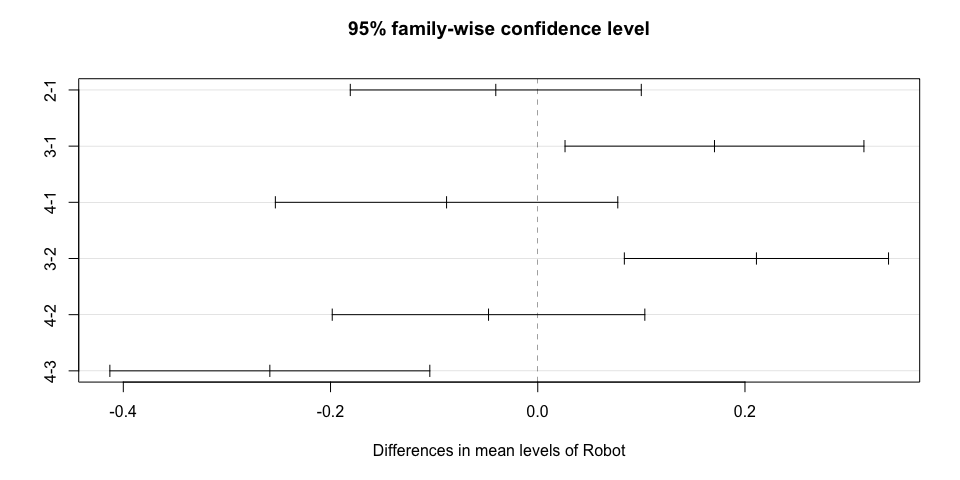 95% family-wise confidence level
2-1
3-1
4-1
3-2
4-2
4-3
-0.4 -0.2 0.0 0.2
Differences in mean levels of Robot